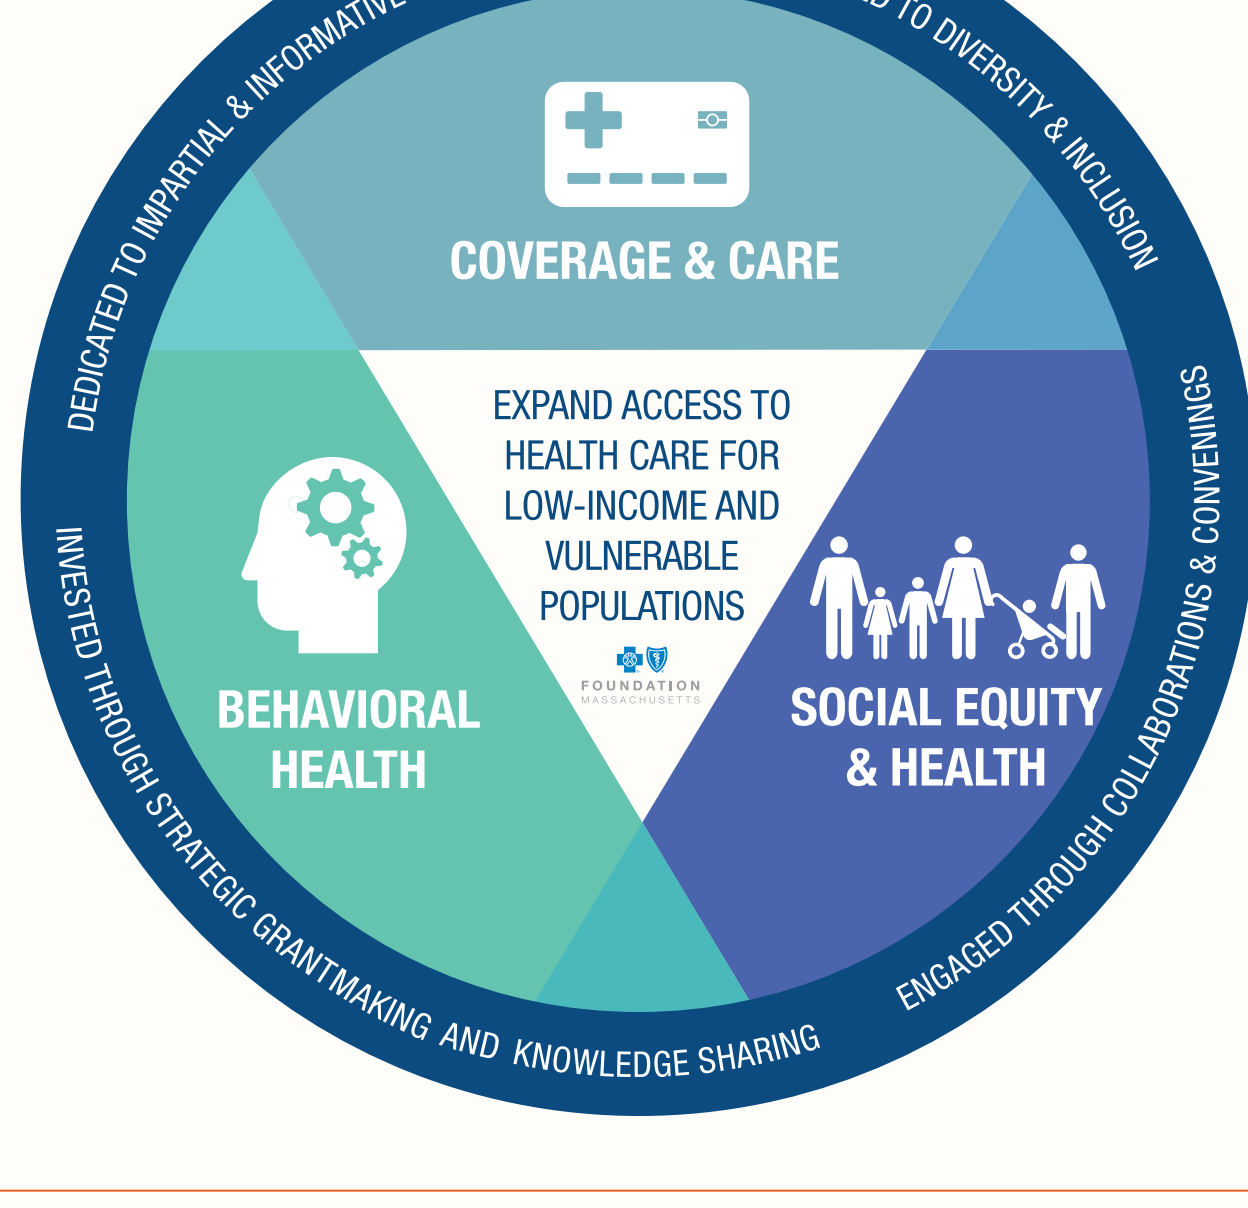 DEDICATED TO IMPARTIAL & INFORMATIVE
TO DIVERSITY & INCLUSION
COVERAGE & CARE
EXPAND ACCESS TO
HEALTH CARE FOR
LOW-INCOME AND
VULNERABLE
POPULATIONS
FOUNDATION
MASSACHUSETTS
BEHAVIORAL
HEALTH
SOCIAL EQUITY
& HEALTH
INVESTED THROUGH STRATEGIC GRANTMAKING AND KNOWLEDGE SHARING
ENGAGED THROUGH COLLABORATIONS & CONVENINGS